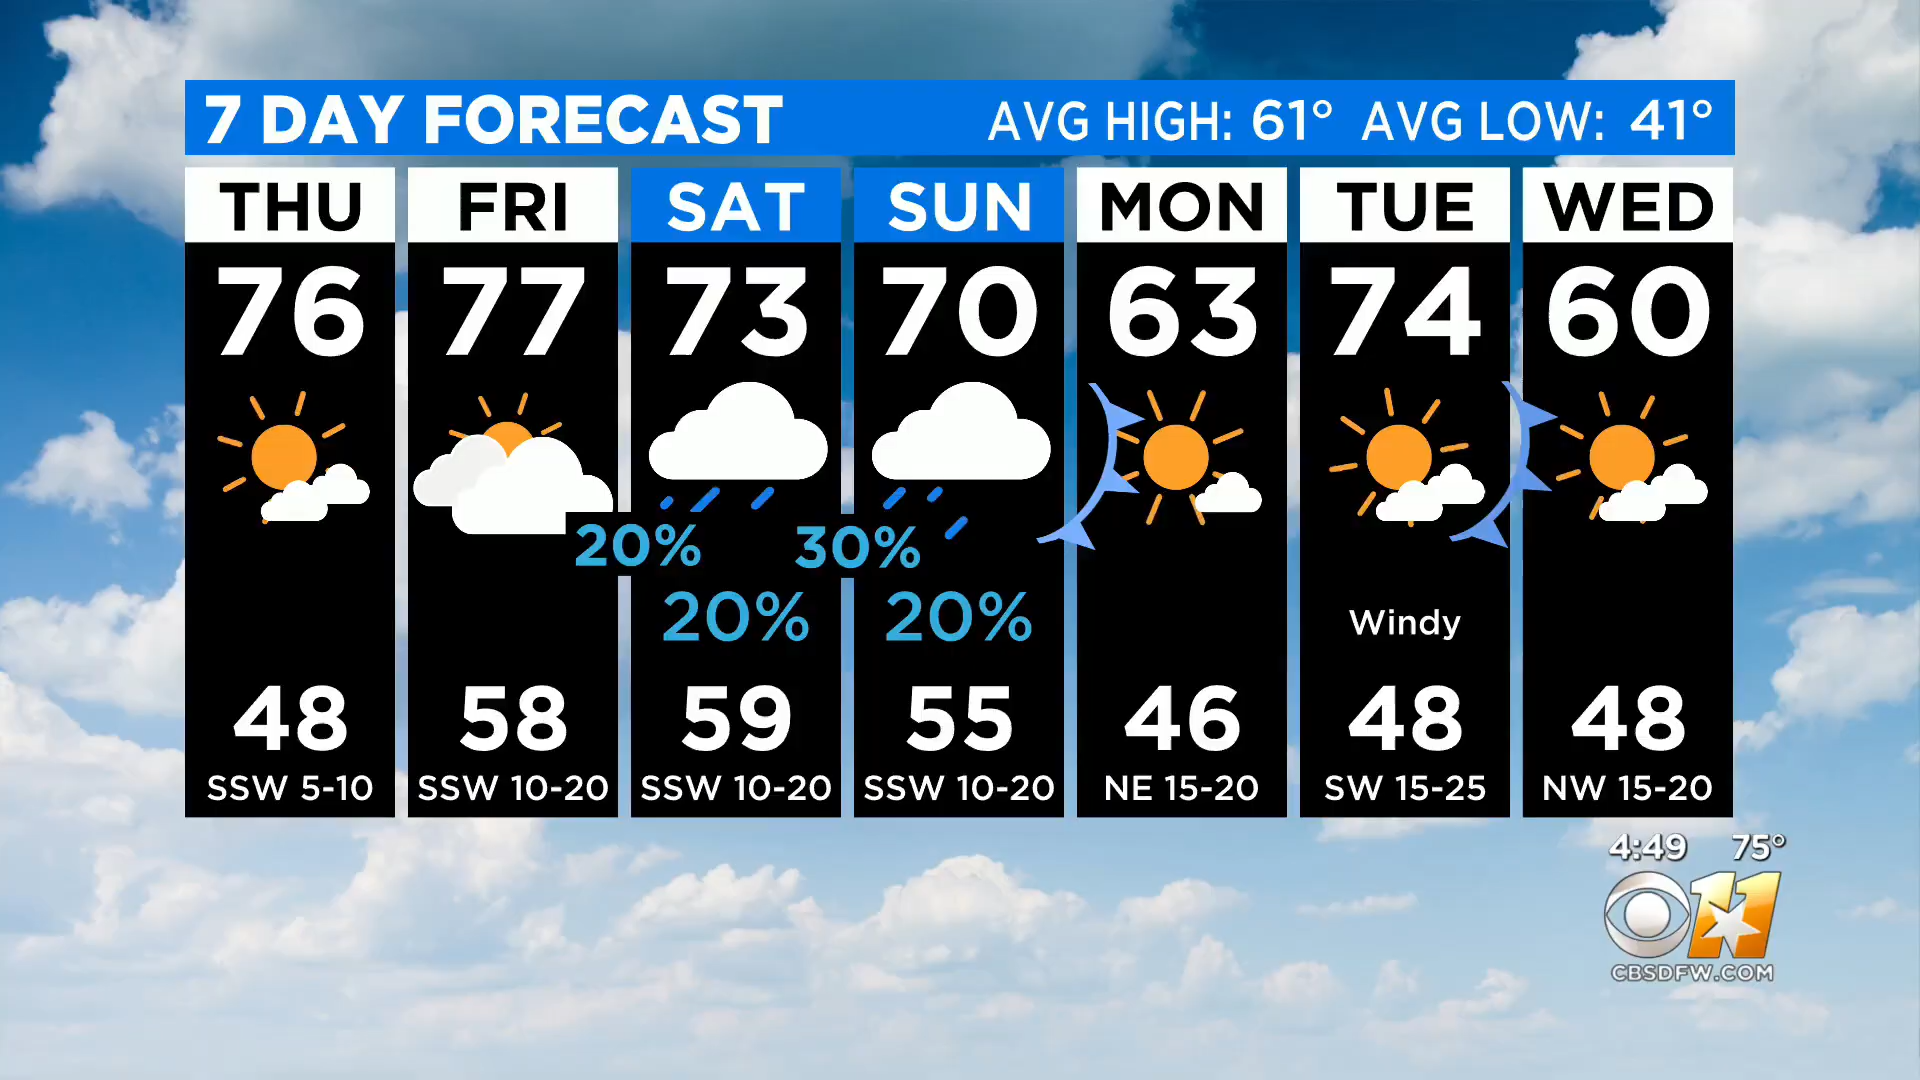 7 DAY FORECAST AVG HIGH: 61° AVG LOW: 41°
THU FRI SAT SUN MON TUE WED
76 77 73 70 63 74 60
20% 30%
20% 20% Windy
48 58 59 55 46 48 48
SSW 5-10 SSW 10-20 SSW 10-20 SSW 10-20 NE 15-20 SW 15-25 NW 15-20
4:49 75°
11
CBSDFW.COM